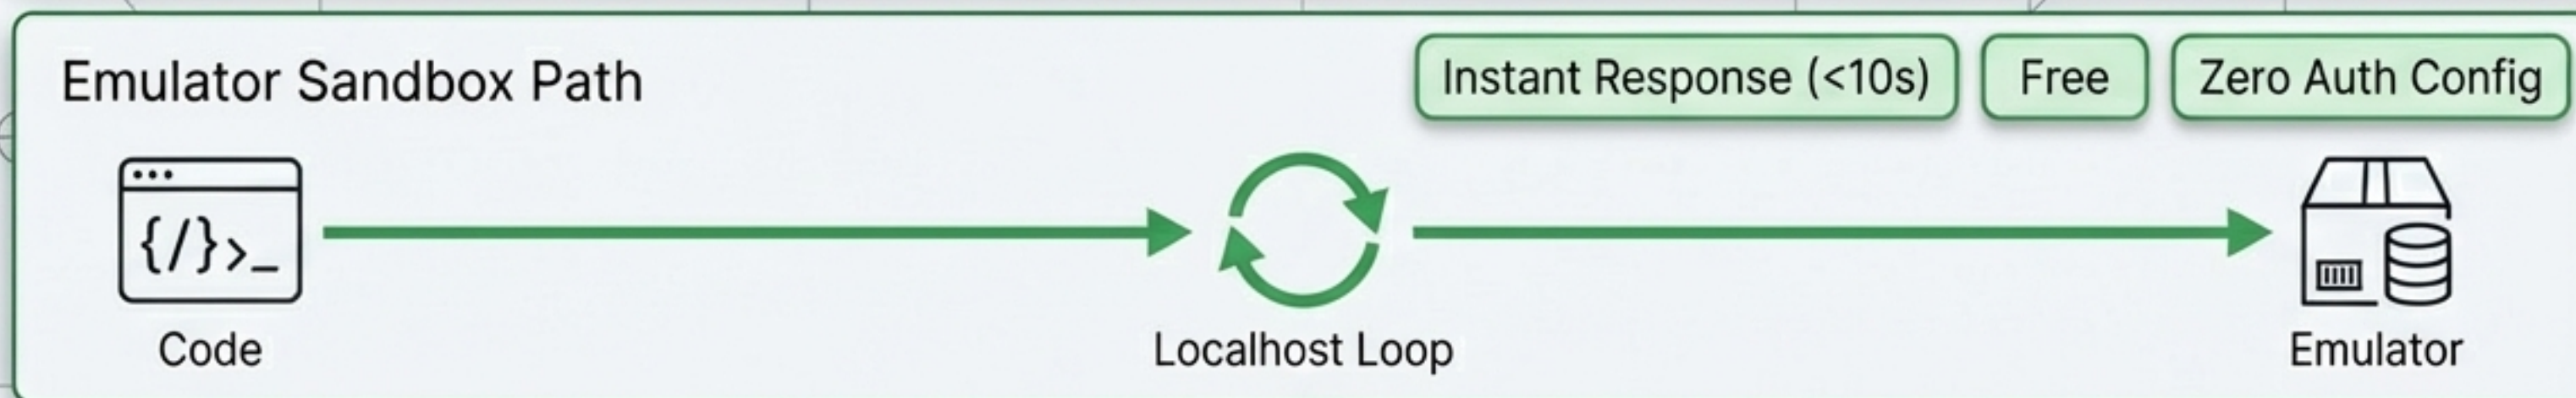 Emulator Sandbox Path
Instant Response (<10s)
Free
Zero Auth Config
{/}>_
Code
Localhost Loop
Emulator